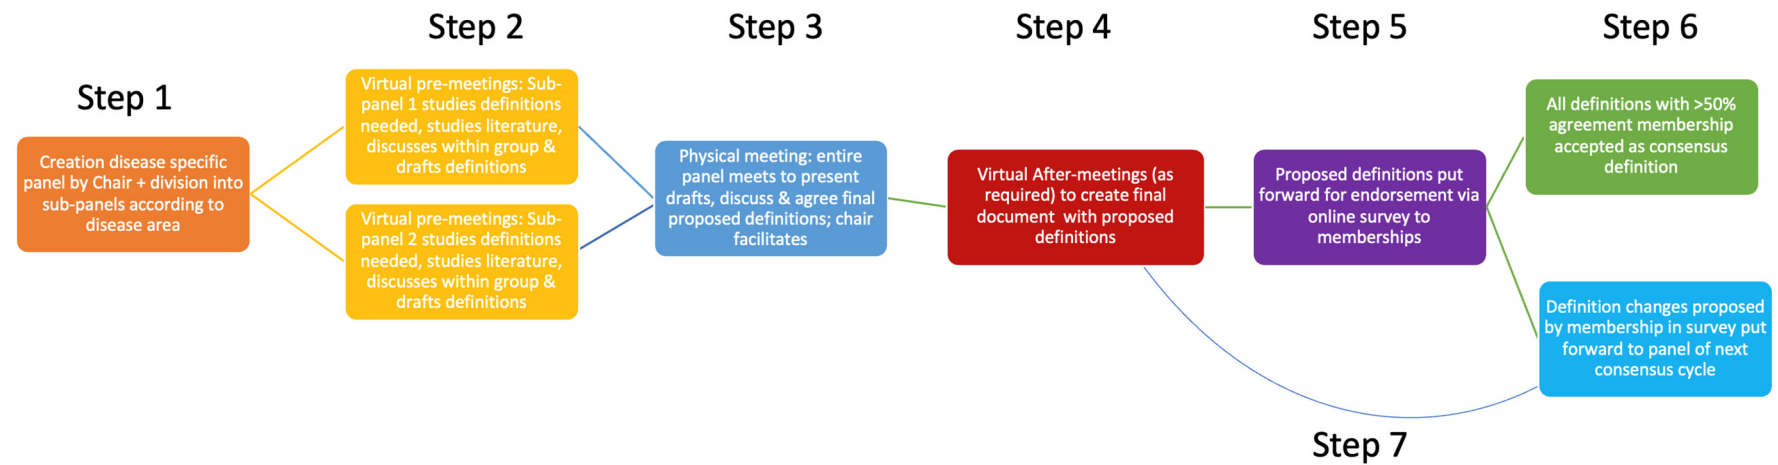 Step 1
Creation disease specific
panel by Chair + division into
sub-panels according to
disease area
Step 2
Virtual pre-meetings: Sub-
panel 1 studies definitions
needed, studies literature,
discusses within group &
drafts definitions
Virtual pre-meetings: Sub-
panel 2 studies definitions
needed, studies literature,
discusses within group &
drafts definitions
Step 3
Physical meeting: entire
panel meets to present
drafts, discuss & agree final
proposed definitions; chair
facilitates
Step 4
Virtual After-meetings (as
required) to create final
document with proposed
definitions
Step 5
Proposed definitions put
forward for endorsement via
online survey to
memberships
Step 6
All definitions with >50%
agreement membership
accepted as consensus
definition
Definition changes proposed
by membership in survey put
forward to panel of next
consensus cycle
Step 7